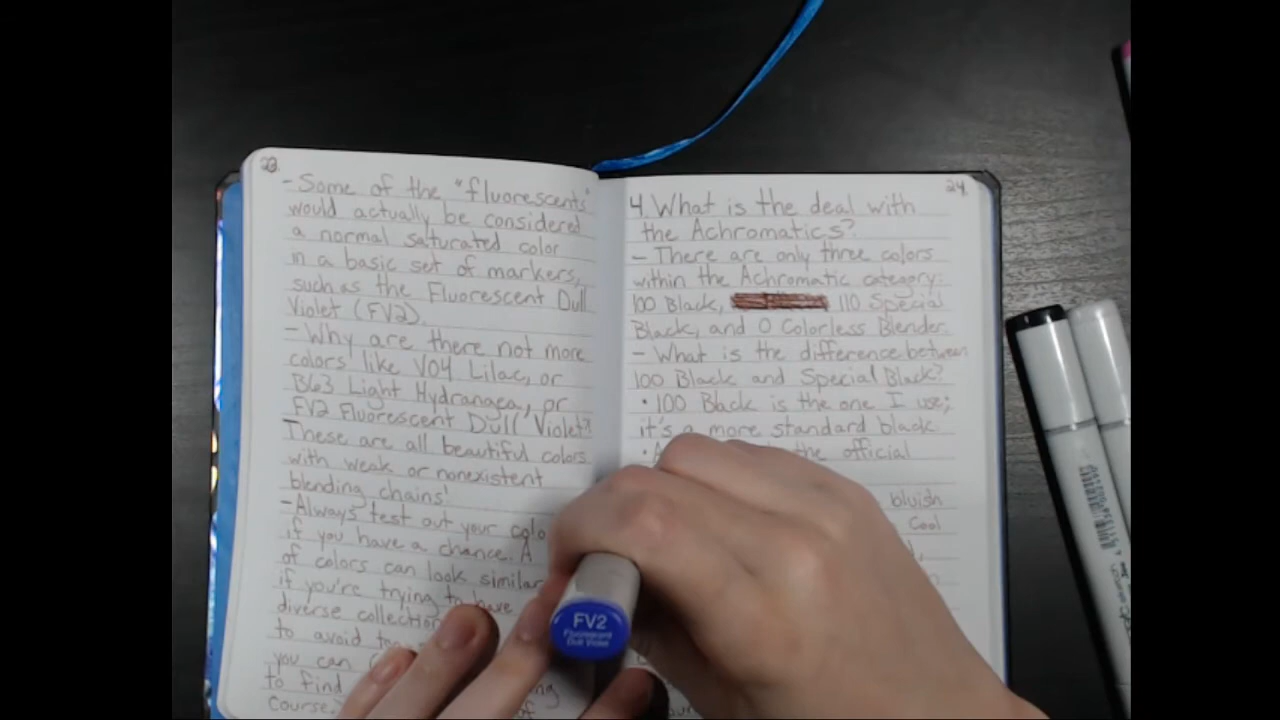 23
- Some of the "fluorescents"
would actually be considered
a normal saturated color
in a basic set of markers,
such as the Fluorescent Dull
Violet (FV2).
- Why are there not more
colors like V04 Lilac, or
B63 Light Hydrangea, or
FV2 Fluorescent Dull Violet?
These are all beautiful colors
with weak or nonexistent
blending chains!
- Always test out your
if you have a chance. A
of colors can look similar
if you're trying to have
diverse collection
to avoid
you can
to find
course.
of
24
4. What is the deal with
the Achromatics?
- There are only three colors
within the Achromatic category:
100 Black, 110 Special
Black, and 0 Colorless Blender.
- What is the difference between
100 Black and Special Black?
• 100 Black is the one I use;
it's a more standard black.
the official
bluish
Cool
FV2
Fluorescent
Dull Violet